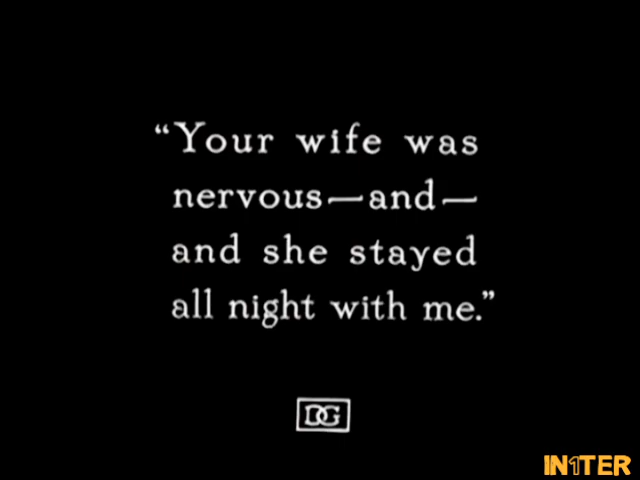 “Your wife was
nervous—and—
and she stayed
all night with me.”
DG
IN1TER